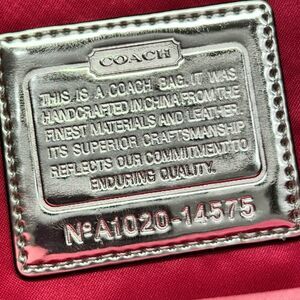 COACH
THIS IS A COACH BAG. IT WAS
HANDCRAFTED IN CHINA FROM THE
FINEST MATERIALS AND LEATHER
ITS SUPERIOR CRAFTSMANSHIP
REFLECTS OUR COMMITMENT TO
ENDURING QUALITY.
Nº A1020-14575